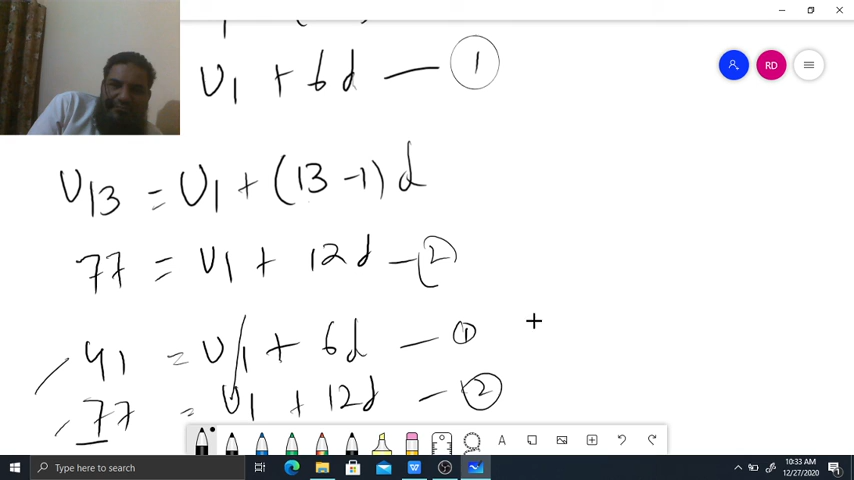 RD
U1 + 6d — 1
U13 = U1 + (13 - 1) d
77 = U1 + 12d — 2
41 = U1 + 6d — 1
77 = U1 + 12d — 2
A
Type here to search
10:33 AM
12/27/2020